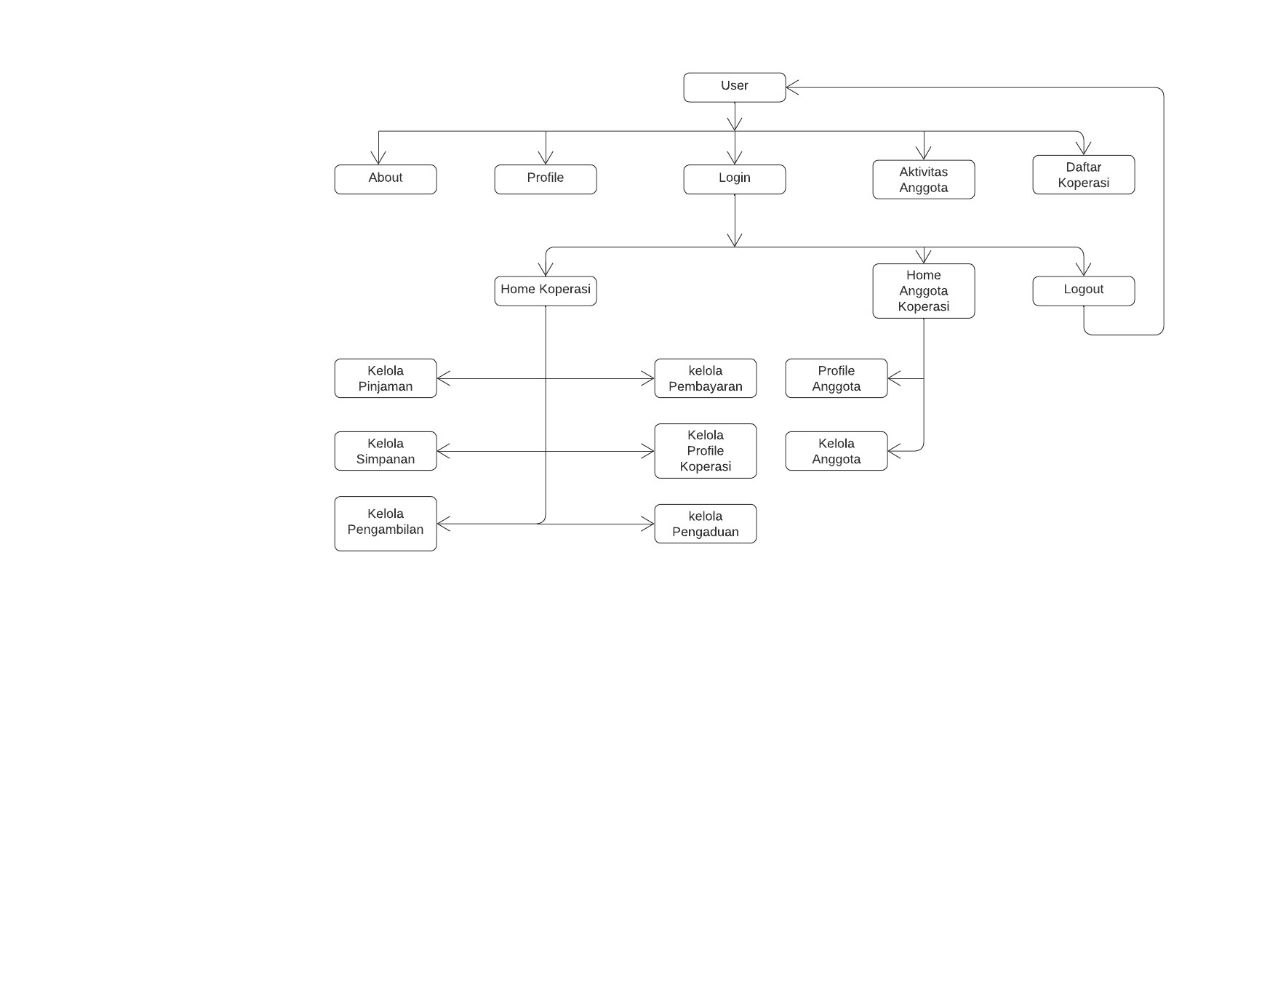 User
About
Profile
Login
Aktivitas
Anggota
Daftar
Koperasi
Home Koperasi
Home
Anggota
Koperasi
Logout
Kelola
Pinjaman
kelola
Pembayaran
Profile
Anggota
Kelola
Simpanan
Kelola
Profile
Koperasi
Kelola
Anggota
Kelola
Pengambilan
kelola
Pengaduan